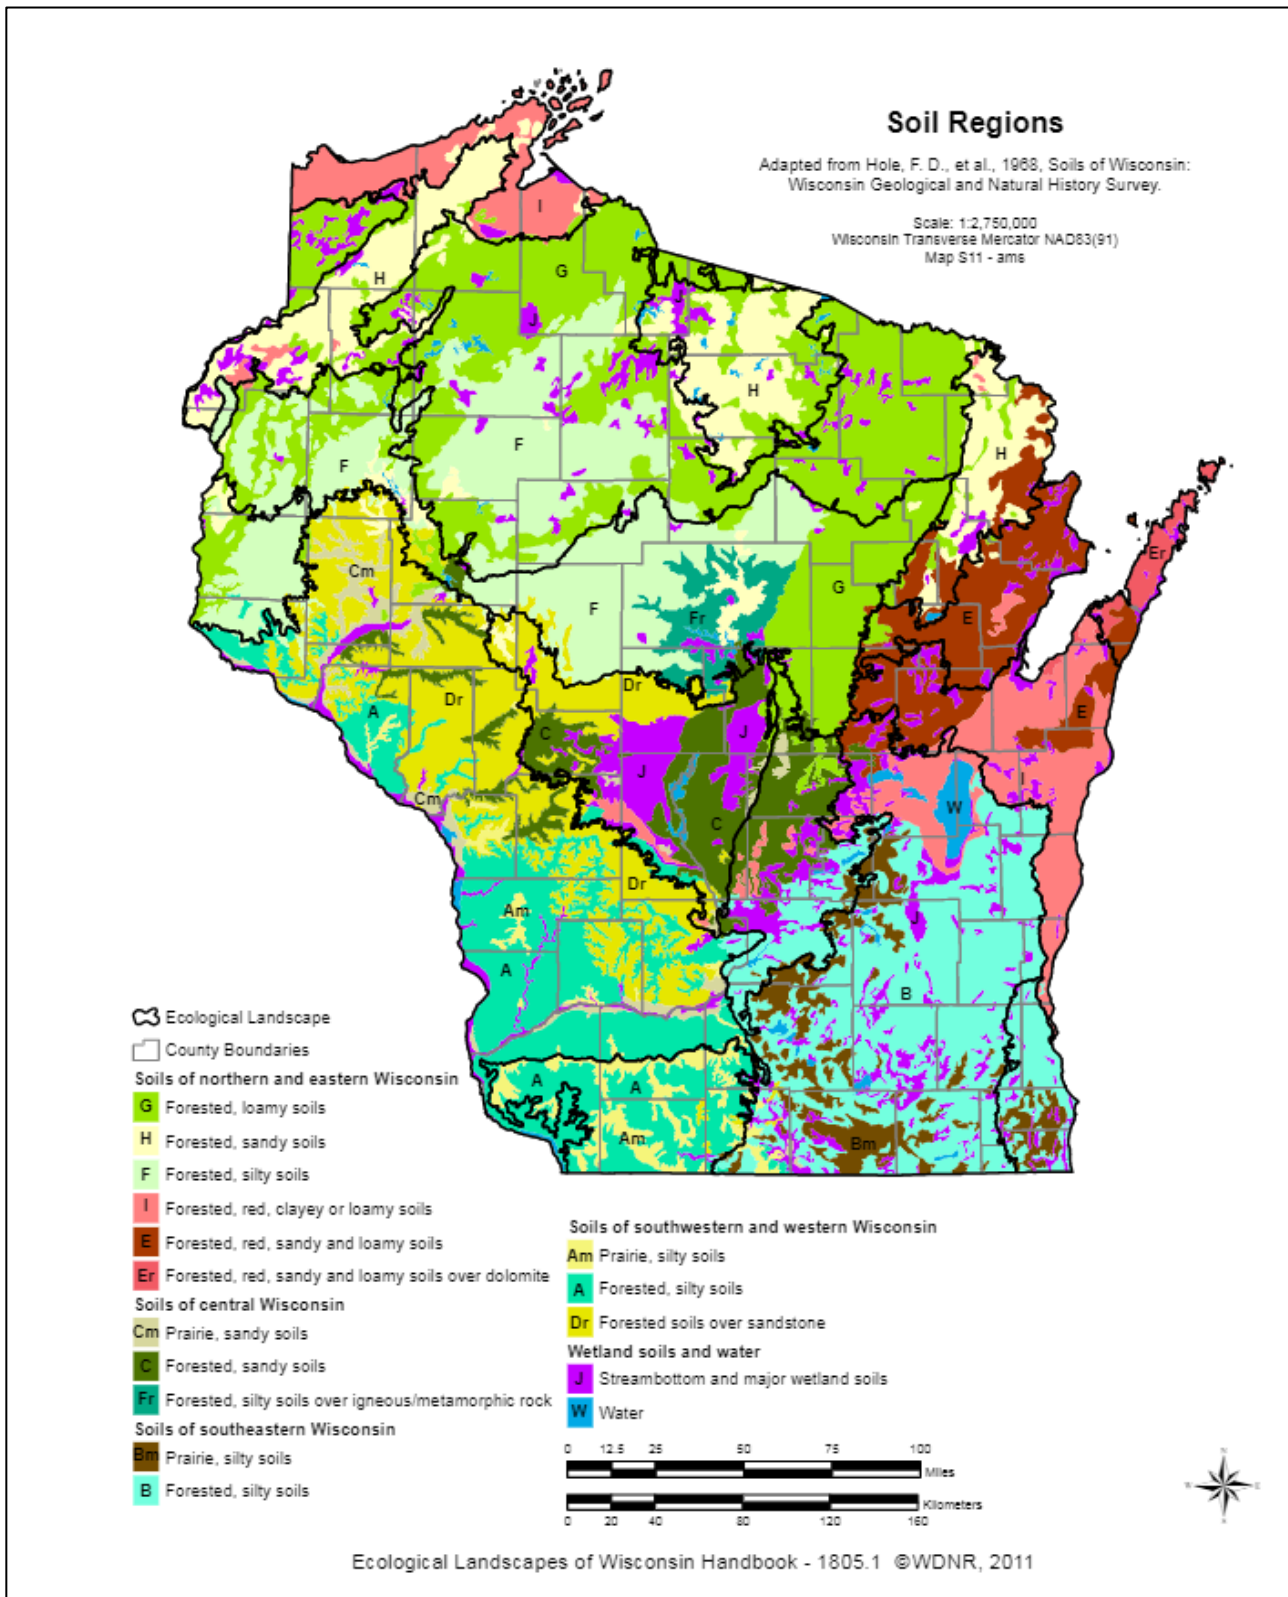 Soil Regions
Adapted from Hole, F. D., et al., 1968, Soils of Wisconsin:
Wisconsin Geological and Natural History Survey.
Scale: 1:2,750,000
Wisconsin Transverse Mercator NAD83(91)
Map S11 - ams
I
G
H
J
J
H
F
H
F
Er
Cm
G
F
Fr
E
Dr
Dr
A
E
C
J
J
I
Cm
W
C
Dr
Am
J
A
B
A
A
Am
Bm
Ecological Landscape
County Boundaries
Soils of northern and eastern Wisconsin
G Forested, loamy soils
H Forested, sandy soils
F Forested, silty soils
I Forested, red, clayey or loamy soils
E Forested, red, sandy and loamy soils
Er Forested, red, sandy and loamy soils over dolomite
Soils of central Wisconsin
Cm Prairie, sandy soils
C Forested, sandy soils
Fr Forested, silty soils over igneous/metamorphic rock
Soils of southeastern Wisconsin
Bm Prairie, silty soils
B Forested, silty soils
Soils of southwestern and western Wisconsin
Am Prairie, silty soils
A Forested, silty soils
Dr Forested soils over sandstone
Wetland soils and water
J Streambottom and major wetland soils
W Water
0 12.5 25 50 75 100
Miles
Kilometers
0 20 40 80 120 160
N
W E
S
Ecological Landscapes of Wisconsin Handbook - 1805.1 ©WDNR, 2011